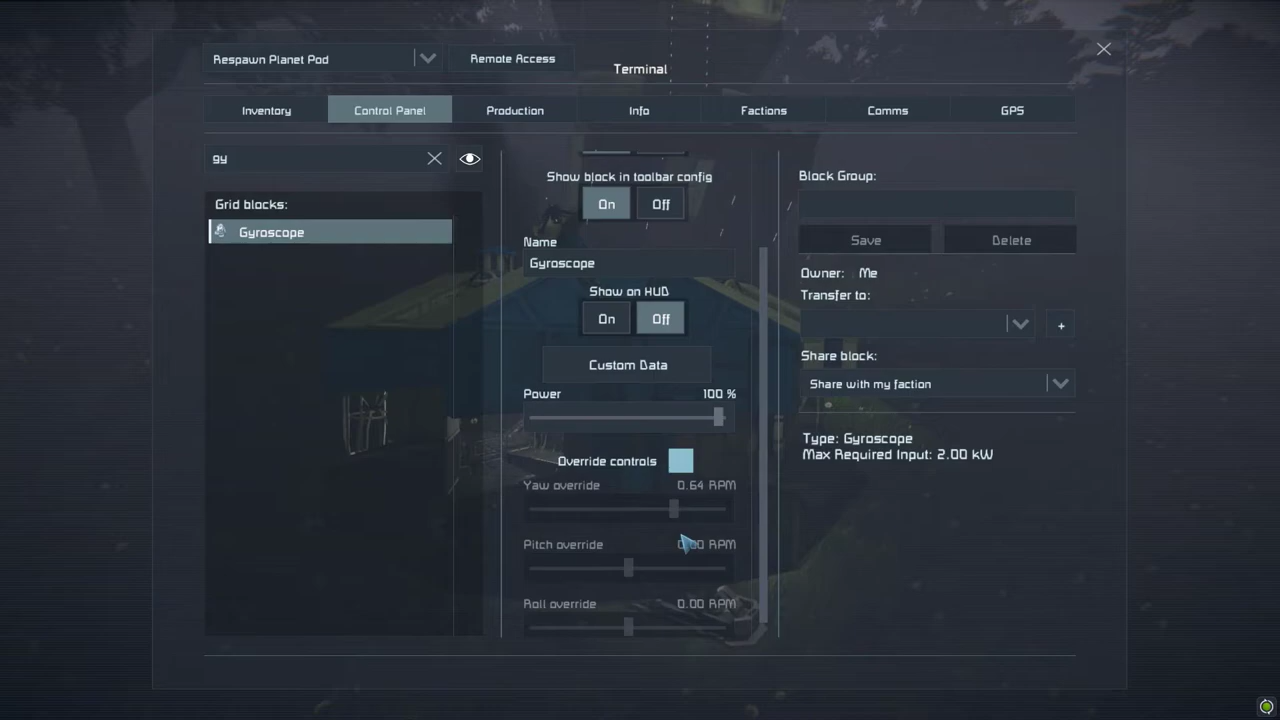 Respawn Planet Pod
Remote Access
Terminal
Inventory
Control Panel
Production
Info
Factions
Comms
GPS
gy
Grid blocks:
Gyroscope
Show block in toolbar config
On
Off
Name
Gyroscope
Show on HUD
On
Off
Custom Data
Power 100 %
Override controls
Yaw override 0.64 RPM
Pitch override RPM
Roll override 0.00 RPM
Block Group:
Save
Delete
Owner: Me
Transfer to:
+
Share block:
Share with my faction
Type: Gyroscope
Max Required Input: 2.00 kW